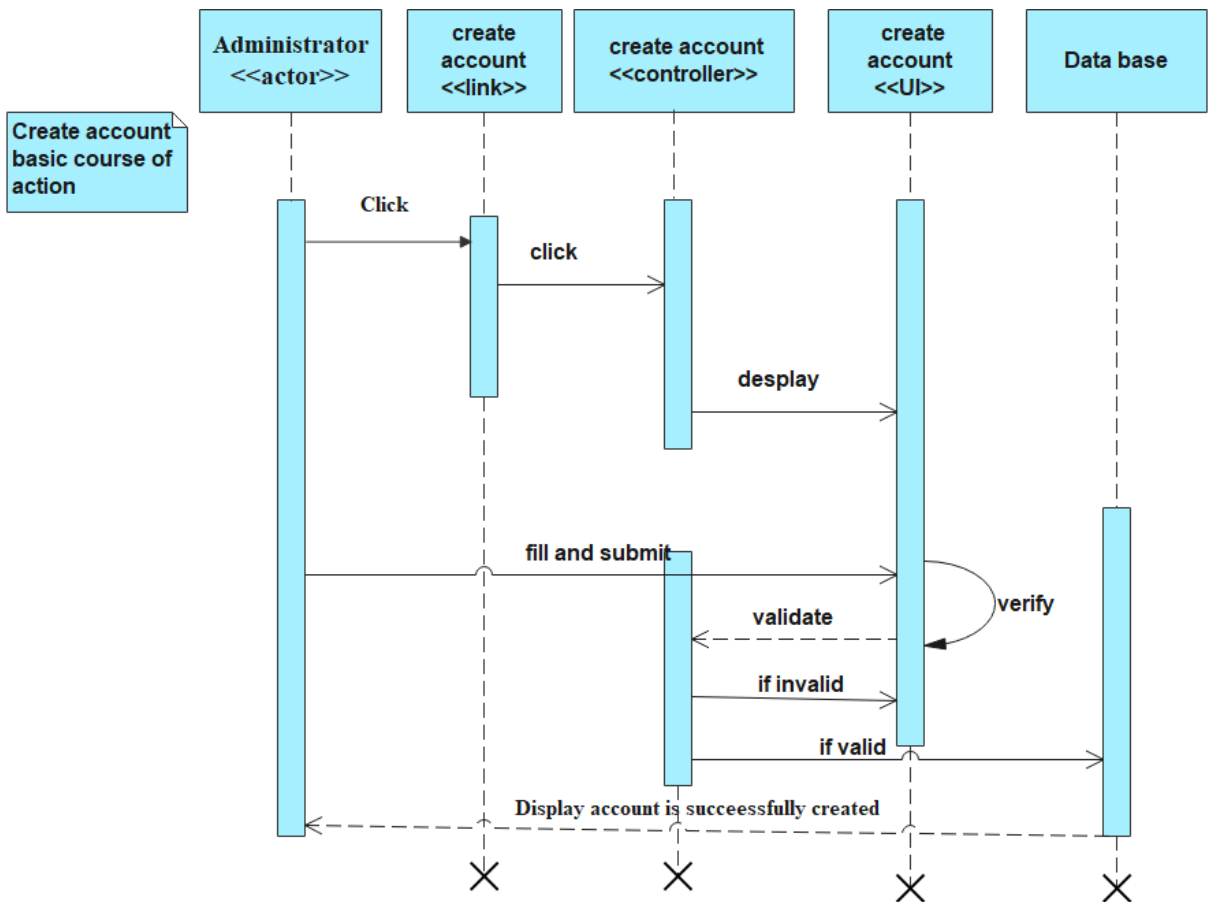 Administrator
<<actor>>
create
account
<<link>>
create account
<<controller>>
create
account
<<UI>>
Data base
Create account
basic course of
action
Click
click
desplay
fill and submit
verify
validate
if invalid
if valid
Display account is succeessfully created